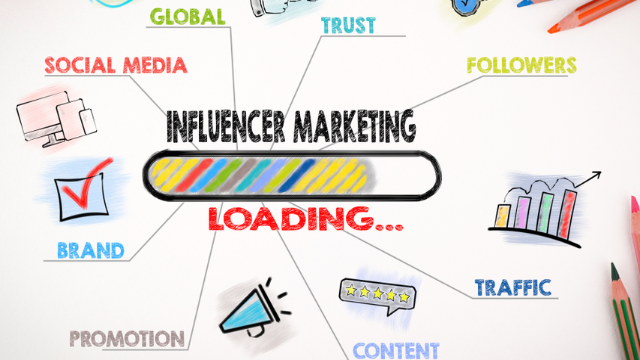 GLOBAL
TRUST
SOCIAL MEDIA
FOLLOWERS
INFLUENCER MARKETING
LOADING...
BRAND
TRAFFIC
PROMOTION
CONTENT